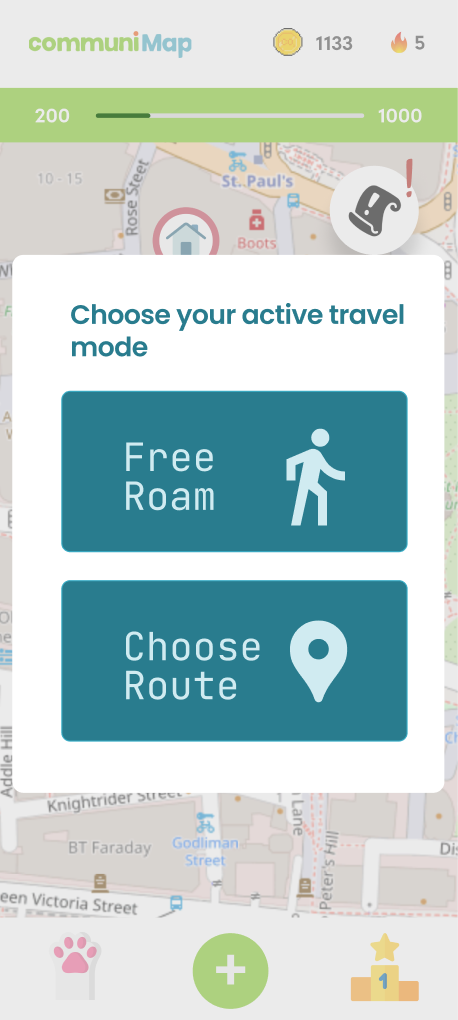 communiMap
GO
1133
5
200
1000
10 - 15
Rose Street
St. Paul's
!
Boots
Choose your active travel
mode
Free
Roam
Choose
Route
Addle Hill
Knightrider Street
Lane
BT Faraday
Godliman
Street
Peter's Hill
een Victoria Street
Dis
+
1